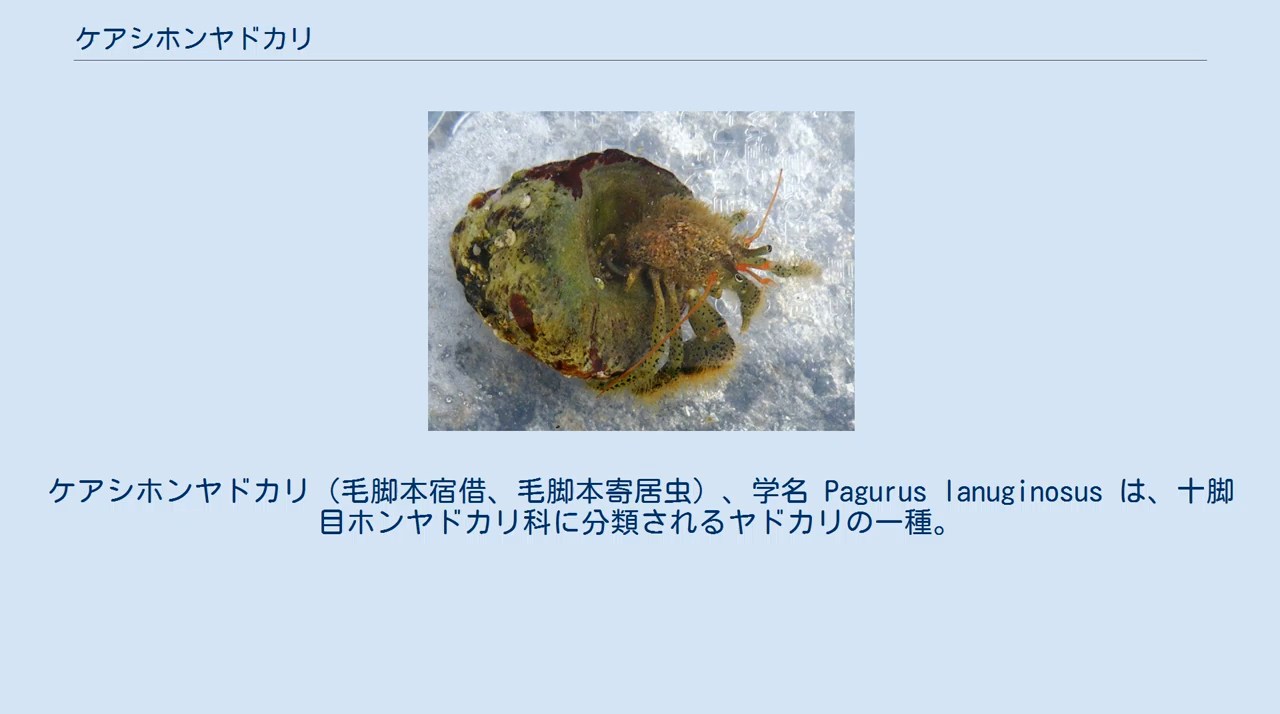 ケアシホンヤドカリ
ケアシホンヤドカリ（毛脚本宿借、毛脚本寄居虫）、学名 Pagurus lanuginosus は、十脚
目ホンヤドカリ科に分類されるヤドカリの一種。